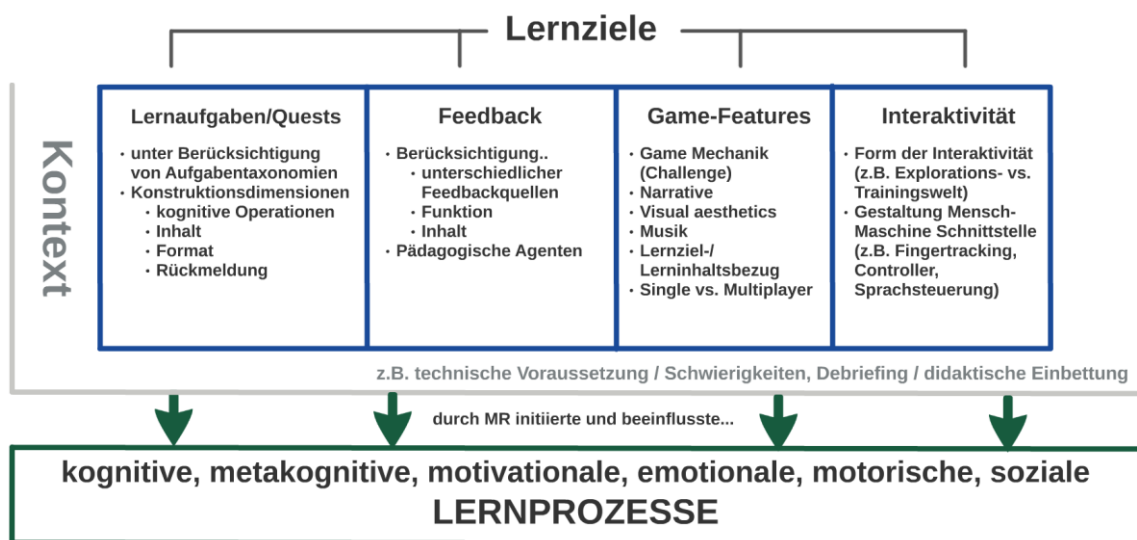 Lernziele
Kontext
Lernaufgaben/Quests
• unter Berücksichtigung
von Aufgabentaxonomien
• Konstruktionsdimensionen
• kognitive Operationen
• Inhalt
• Format
• Rückmeldung
Feedback
• Berücksichtigung..
• unterschiedlicher
Feedbackquellen
• Funktion
• Inhalt
• Pädagogische Agenten
Game-Features
• Game Mechanik
(Challenge)
• Narrative
• Visual aesthetics
• Musik
• Lernziel-/
Lerninhaltsbezug
• Single vs. Multiplayer
Interaktivität
• Form der Interaktivität
(z.B. Explorations- vs.
Trainingswelt)
• Gestaltung Mensch-
Maschine Schnittstelle
(z.B. Fingertracking,
Controller,
Sprachsteuerung)
z.B. technische Voraussetzung / Schwierigkeiten, Debriefing / didaktische Einbettung
durch MR initiierte und beeinflusste...
kognitive, metakognitive, motivationale, emotionale, motorische, soziale
LERNPROZESSE